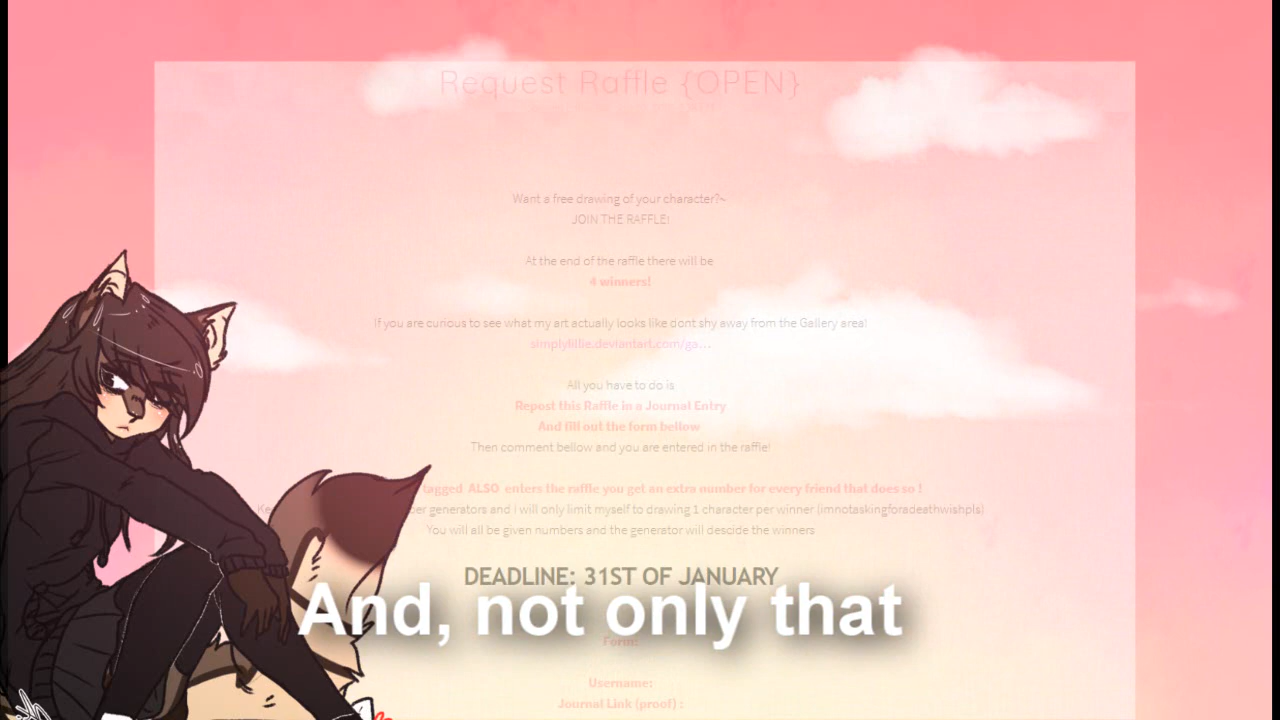 Request Raffle {OPEN}
Want a free drawing of your character?~
JOIN THE RAFFLE!
At the end of the raffle there will be
4 winners!
If you are curious to see what my art actually looks like dont shy away from the Gallery area!
simplyillie.deviantart.com/ga...
All you have to do is
Repost this Raffle in a Journal Entry
And fill out the form bellow
Then comment bellow and you are entered in the raffle!
tagged ALSO enters the raffle you get an extra number for every friend that does so !
generators and I will only limit myself to drawing 1 character per winner (imnotaskingforadeathwishpls)
You will all be given numbers and the generator will descide the winners
DEADLINE: 31ST OF JANUARY
And, not only that
Form:
Username:
Journal Link (proof) :